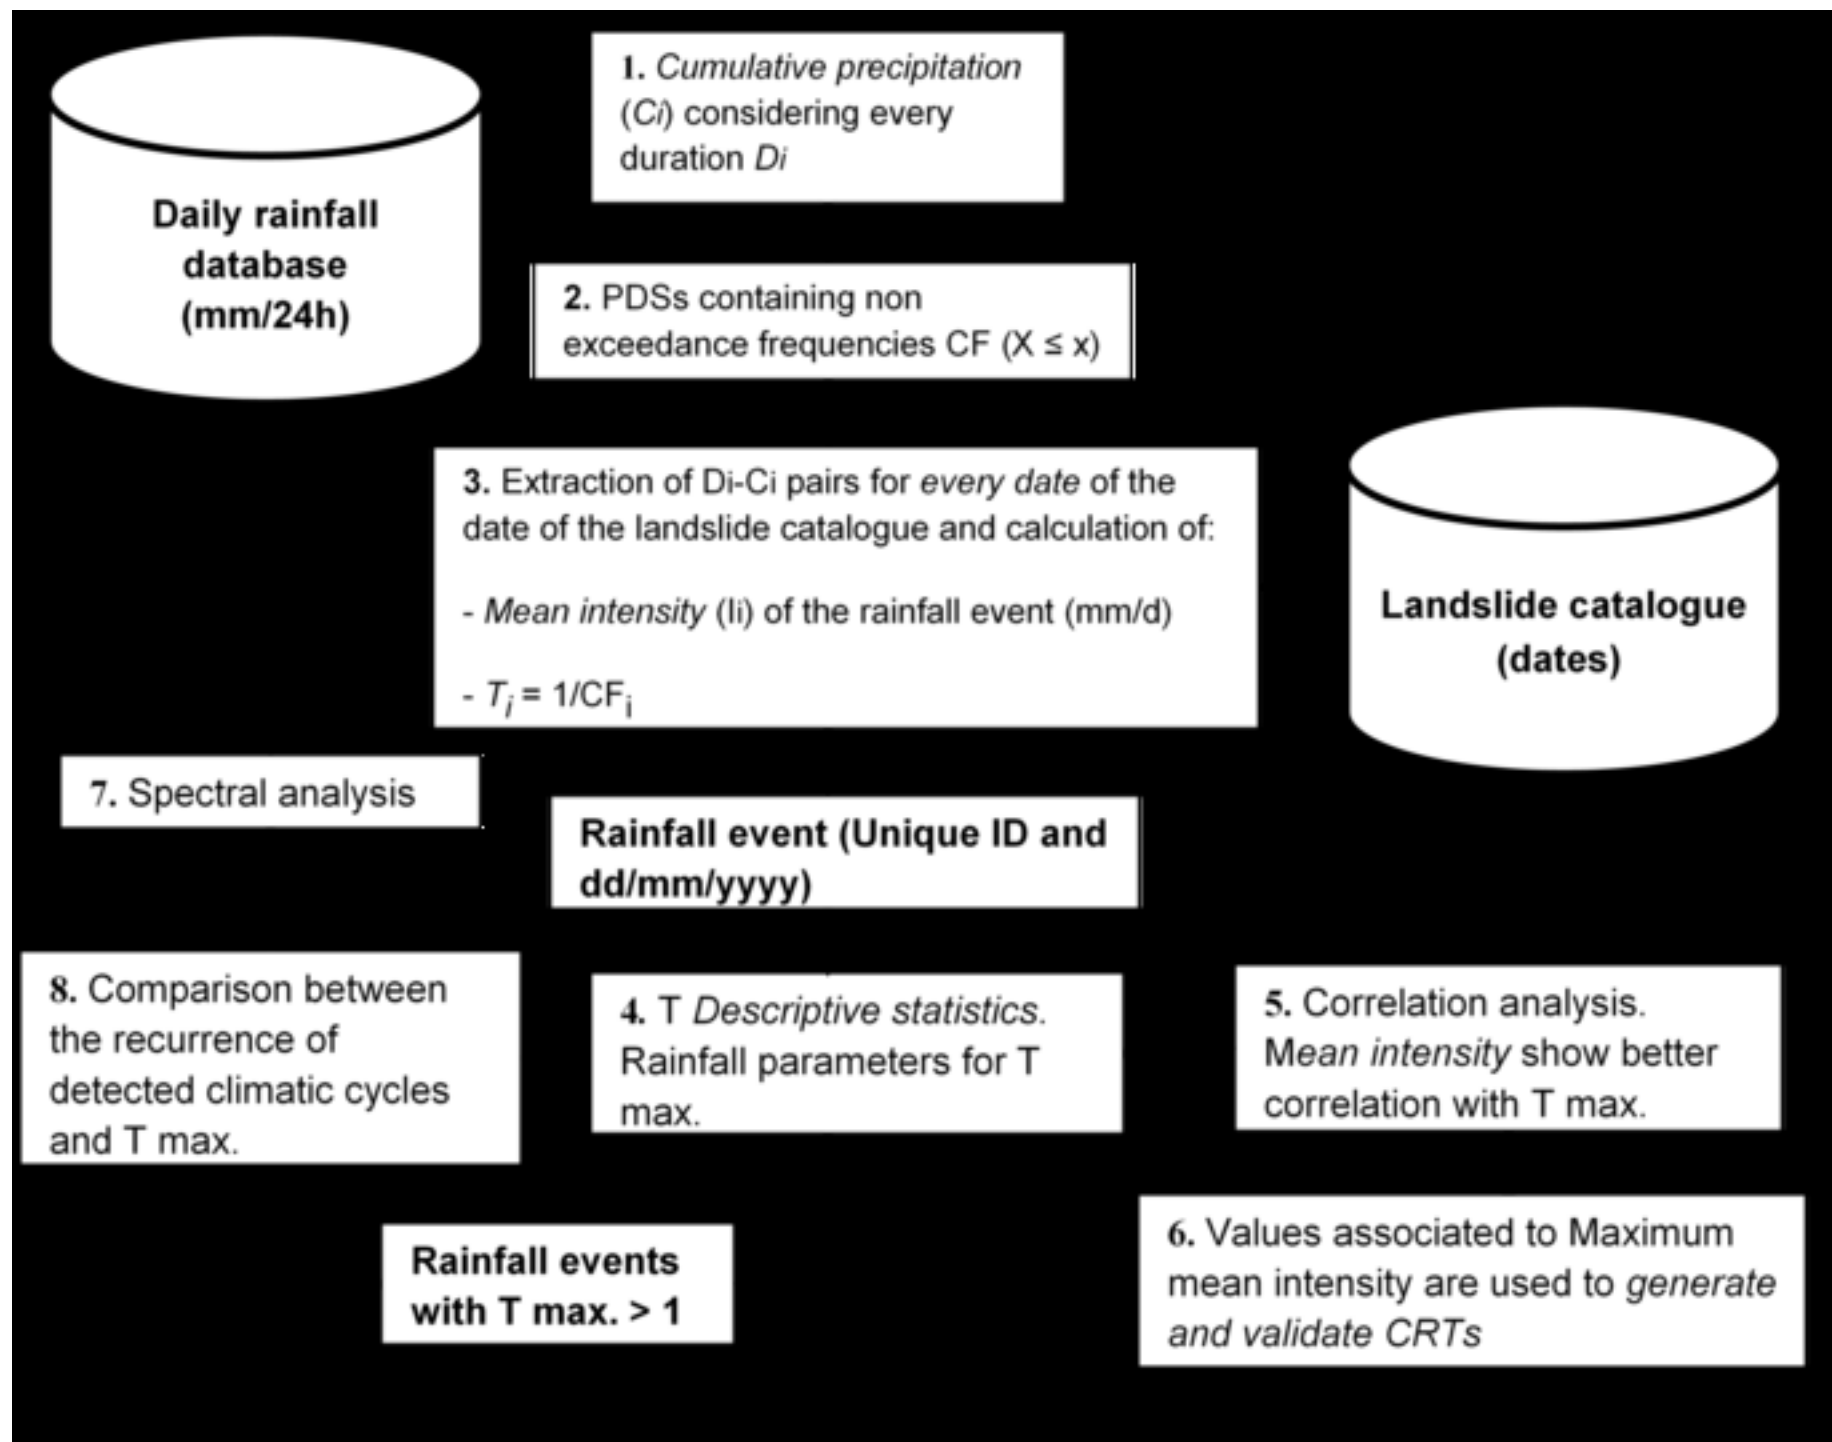 Daily rainfall
database
(mm/24h)
1. Cumulative precipitation
(Ci) considering every
duration Di
2. PDSs containing non
exceedance frequencies CF (X ≤ x)
3. Extraction of Di-Ci pairs for every date of the
date of the landslide catalogue and calculation of:
- Mean intensity (Ii) of the rainfall event (mm/d)
- Ti = 1/CFi
Landslide catalogue
(dates)
7. Spectral analysis
Rainfall event (Unique ID and
dd/mm/yyyy)
8. Comparison between
the recurrence of
detected climatic cycles
and T max.
4. T Descriptive statistics.
Rainfall parameters for T
max.
5. Correlation analysis.
Mean intensity show better
correlation with T max.
Rainfall events
with T max. > 1
6. Values associated to Maximum
mean intensity are used to generate
and validate CRTs